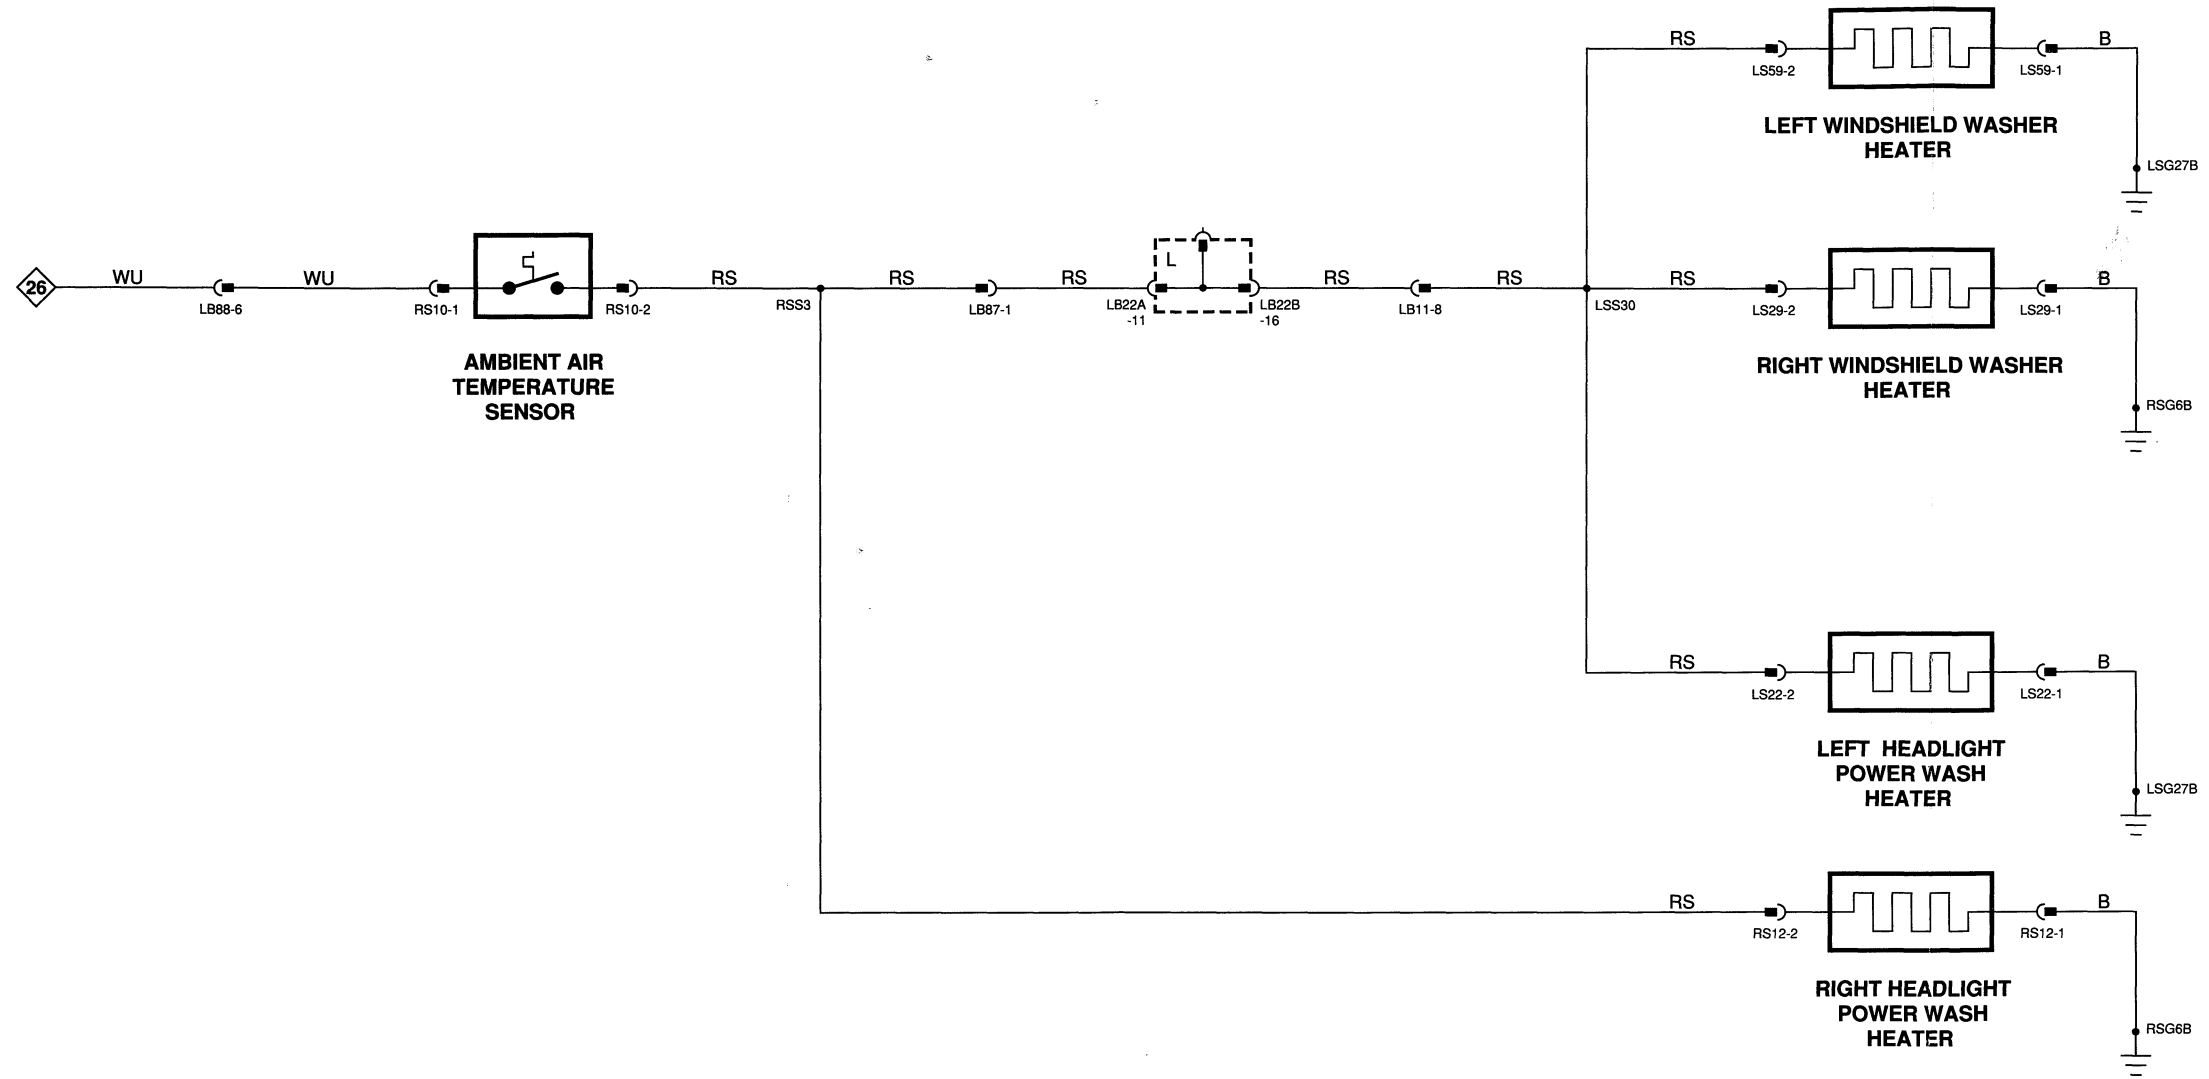 RS
LS59-2
LS59-1
B
LEFT WINDSHIELD WASHER
HEATER
LSG27B
26
WU
LB88-6
WU
RS10-1
RS10-2
AMBIENT AIR
TEMPERATURE
SENSOR
RS
RSS3
RS
LB87-1
RS
LB22A
-11
L
LB22B
-16
RS
LB11-8
RS
LSS30
RS
LS29-2
LS29-1
B
RIGHT WINDSHIELD WASHER
HEATER
RSG6B
RS
LS22-2
LS22-1
B
LEFT HEADLIGHT
POWER WASH
HEATER
LSG27B
RS
RS12-2
RS12-1
B
RIGHT HEADLIGHT
POWER WASH
HEATER
RSG6B